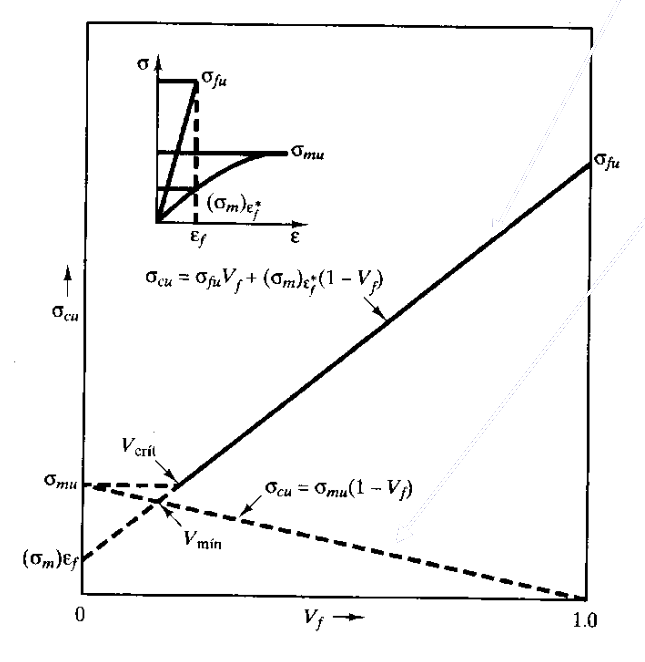 σ
σfu
σmu
(σm)εf*
εf
ε
σfu
σcu = σfuVf + (σm)εf*(1 − Vf)
σcu
Vcrit
σmu
σcu = σmu(1 − Vf)
Vmin
(σm)εf
0
Vf
1.0